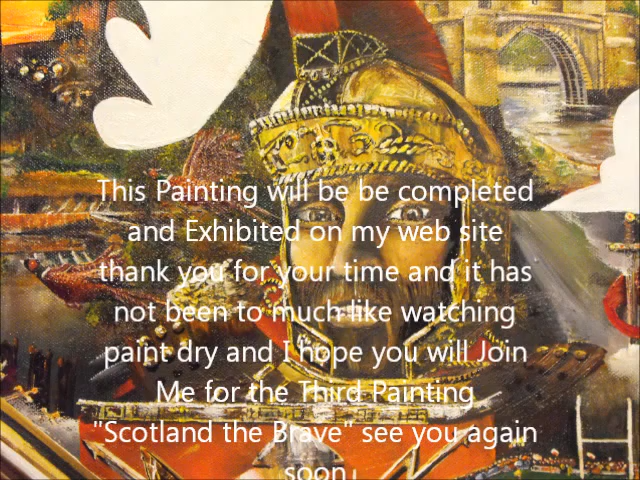 This Painting will be be completed
and Exhibited on my web site
thank you for your time and it has
not been to much like watching
paint dry and I hope you will Join
Me for the Third Painting
"Scotland the Brave" see you again
soon